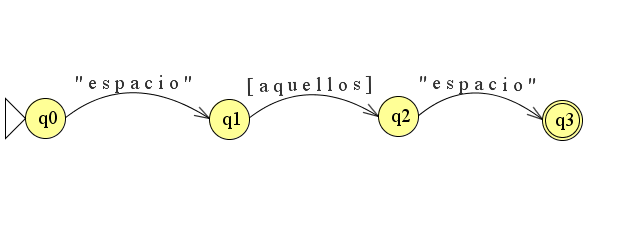 "espacio" [aquellos] "espacio"
q0 q1 q2 q3